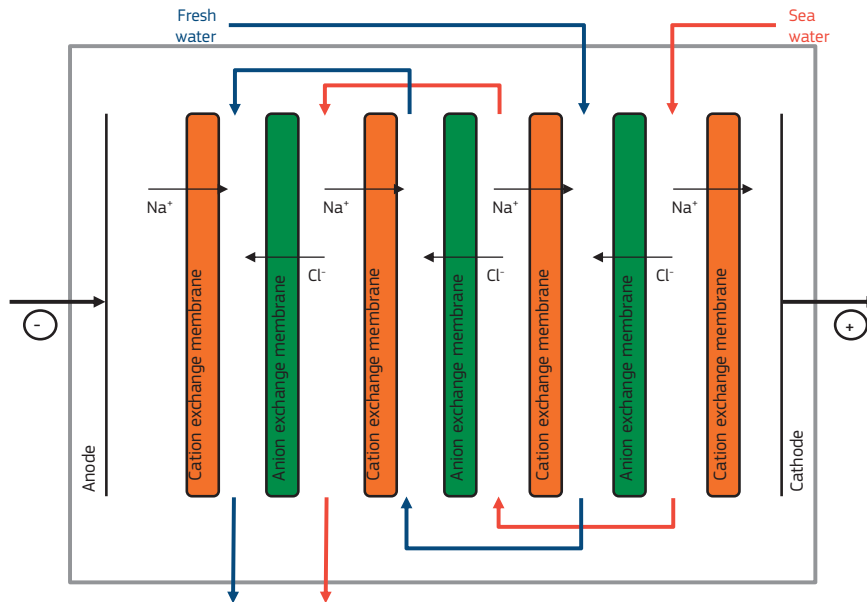 Fresh
water
Sea
water
Na⁺
Na⁺
Na⁺
Na⁺
Cl⁻
Cl⁻
Cl⁻
-
+
Anode
Cation exchange membrane
Anion exchange membrane
Cation exchange membrane
Anion exchange membrane
Cation exchange membrane
Anion exchange membrane
Cation exchange membrane
Cathode